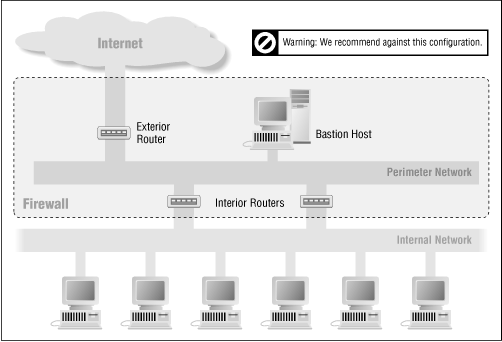 Internet
Warning: We recommend against this configuration.
Exterior
Router
Bastion Host
Perimeter Network
Firewall
Interior Routers
Internal Network